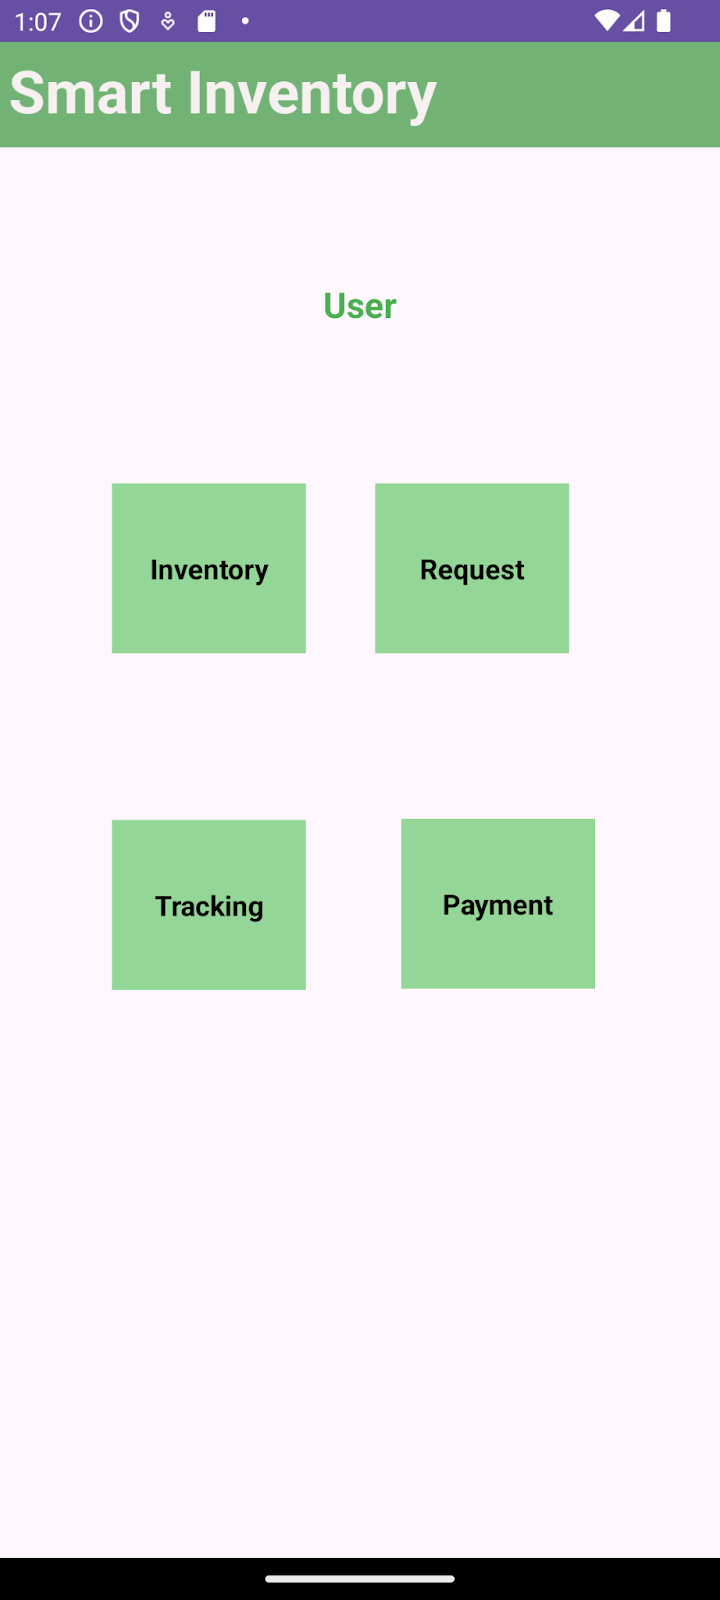 1:07
Smart Inventory
User
Inventory
Request
Tracking
Payment